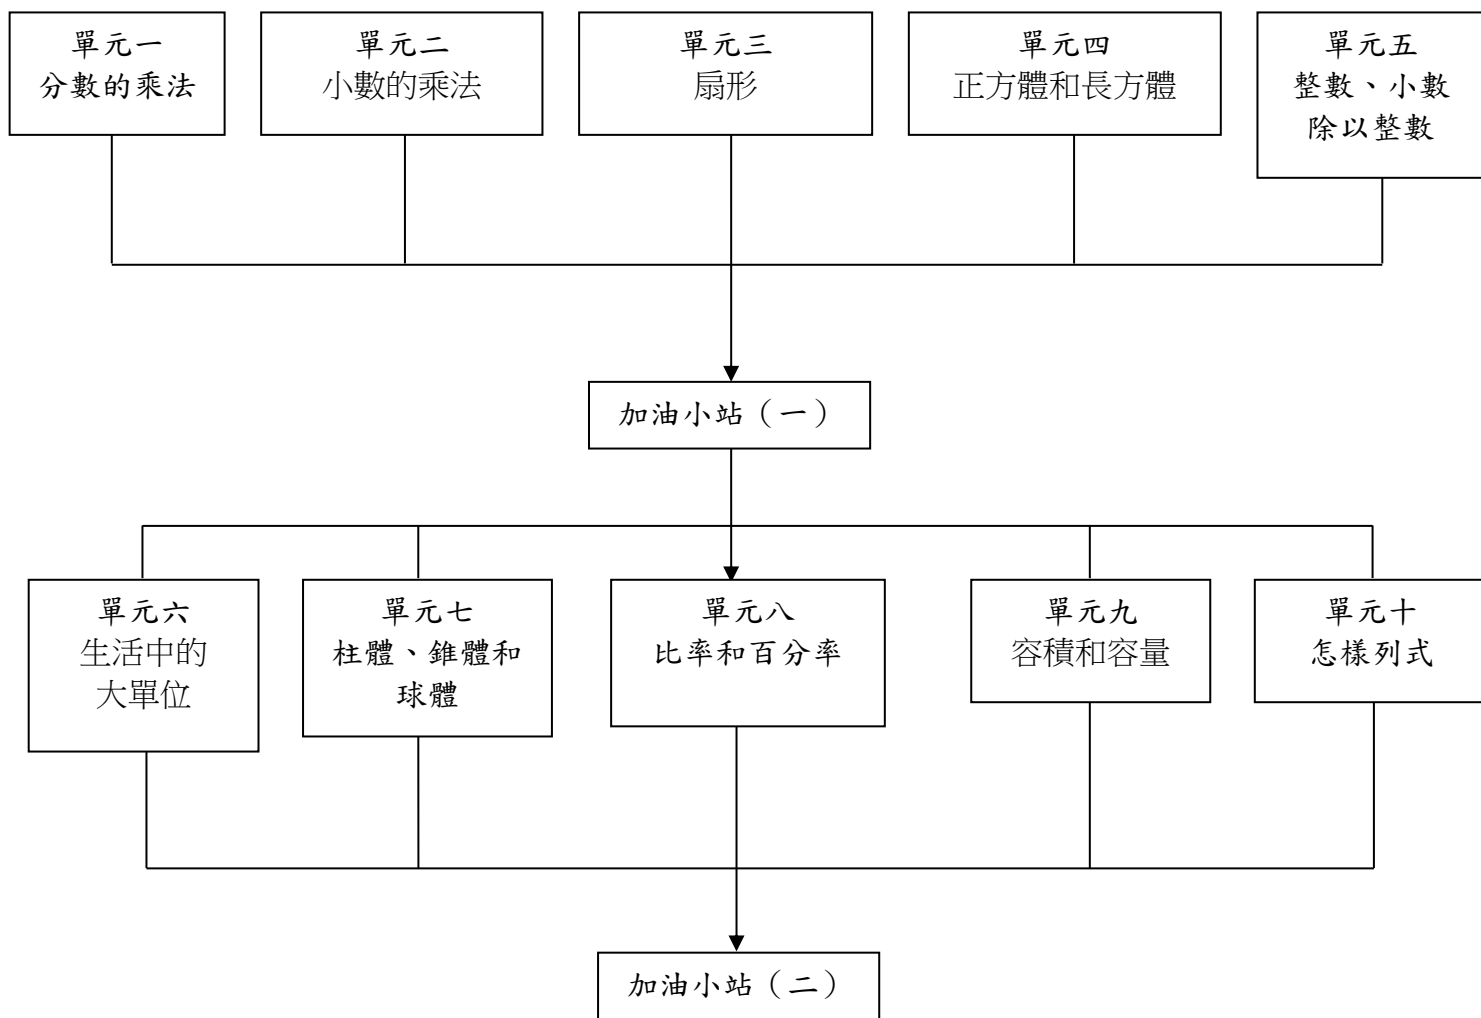 單元一
分數的乘法
單元二
小數的乘法
單元三
扇形
單元四
正方體和長方體
單元五
整數、小數
除以整數
加油小站（一）
單元六
生活中的
大單位
單元七
柱體、錐體和
球體
單元八
比率和百分率
單元九
容積和容量
單元十
怎樣列式
加油小站（二）